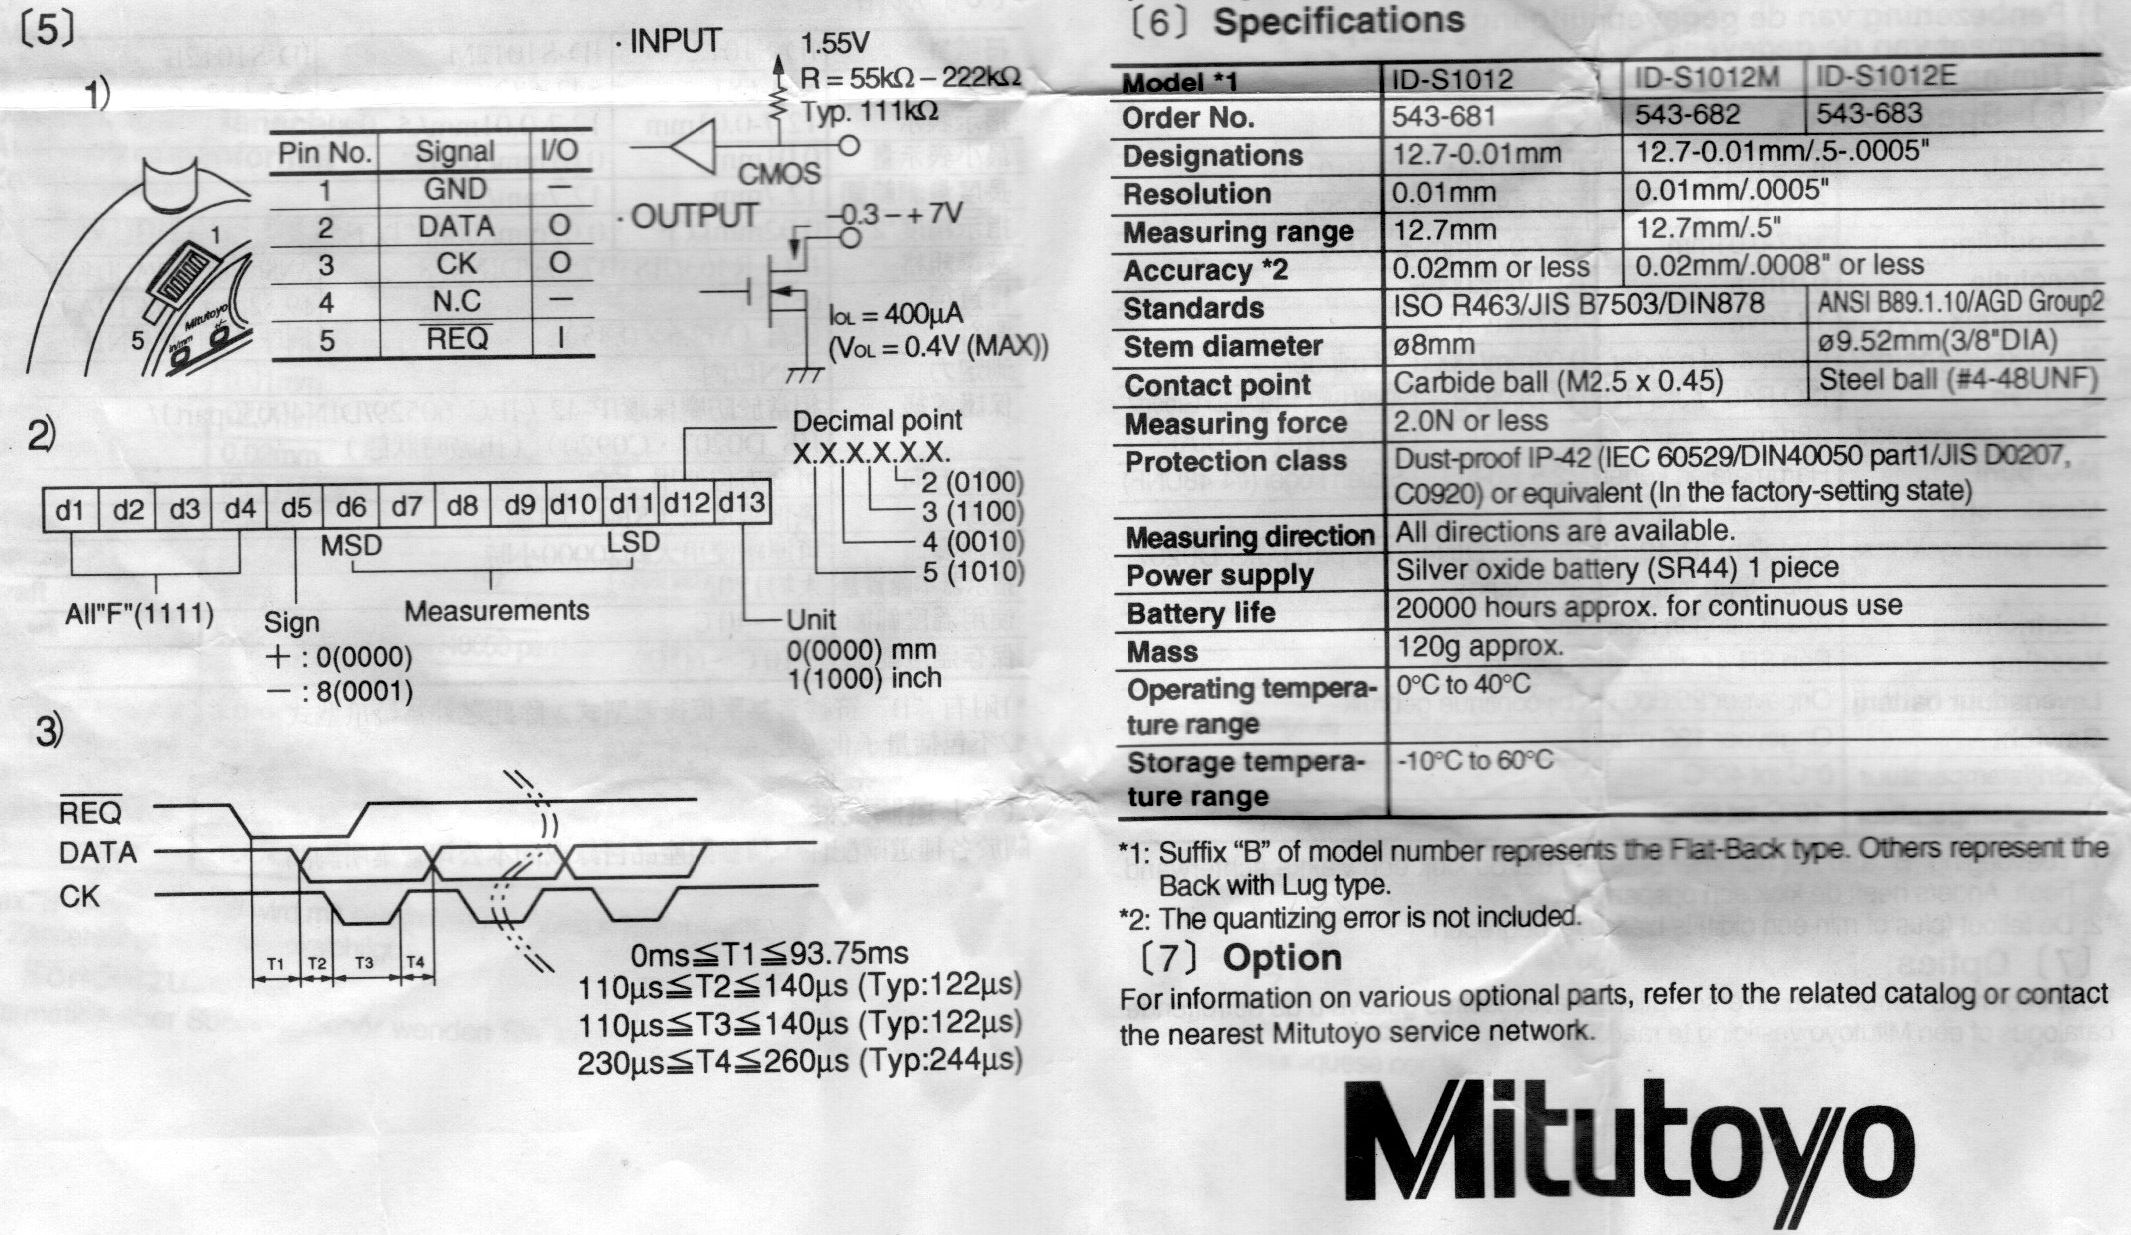 〔5〕
1)
1
5
Mitutoyo
in/mm
+/-
Pin No. Signal I/O
1 GND —
2 DATA O
3 CK O
4 N.C —
5 REQ I
· INPUT
1.55V
R = 55kΩ – 222kΩ
Typ. 111kΩ
CMOS
· OUTPUT
–0.3 – + 7V
IOL = 400μA
(VOL = 0.4V (MAX))
2)
Decimal point
X.X.X.X.X.X.
2 (0100)
3 (1100)
4 (0010)
5 (1010)
d1 d2 d3 d4 d5 d6 d7 d8 d9 d10 d11 d12 d13
MSD LSD
All"F"(1111)
Sign
+ : 0(0000)
– : 8(0001)
Measurements
Unit
0(0000) mm
1(1000) inch
3)
REQ
DATA
CK
T1 T2 T3 T4
0ms≦T1≦93.75ms
110μs≦T2≦140μs (Typ:122μs)
110μs≦T3≦140μs (Typ:122μs)
230μs≦T4≦260μs (Typ:244μs)
〔6〕 Specifications
Model *1 ID-S1012 ID-S1012M ID-S1012E
Order No. 543-681 543-682 543-683
Designations 12.7-0.01mm 12.7-0.01mm/.5-.0005"
Resolution 0.01mm 0.01mm/.0005"
Measuring range 12.7mm 12.7mm/.5"
Accuracy *2 0.02mm or less 0.02mm/.0008" or less
Standards ISO R463/JIS B7503/DIN878 ANSI B89.1.10/AGD Group2
Stem diameter ø8mm ø9.52mm(3/8"DIA)
Contact point Carbide ball (M2.5 x 0.45) Steel ball (#4-48UNF)
Measuring force 2.0N or less
Protection class Dust-proof IP-42 (IEC 60529/DIN40050 part1/JIS D0207,
C0920) or equivalent (In the factory-setting state)
Measuring direction All directions are available.
Power supply Silver oxide battery (SR44) 1 piece
Battery life 20000 hours approx. for continuous use
Mass 120g approx.
Operating tempera- 0°C to 40°C
ture range
Storage tempera- -10°C to 60°C
ture range
*1: Suffix “B” of model number represents the Flat-Back type. Others represent the
Back with Lug type.
*2: The quantizing error is not included.
〔7〕 Option
For information on various optional parts, refer to the related catalog or contact
the nearest Mitutoyo service network.
Mitutoyo